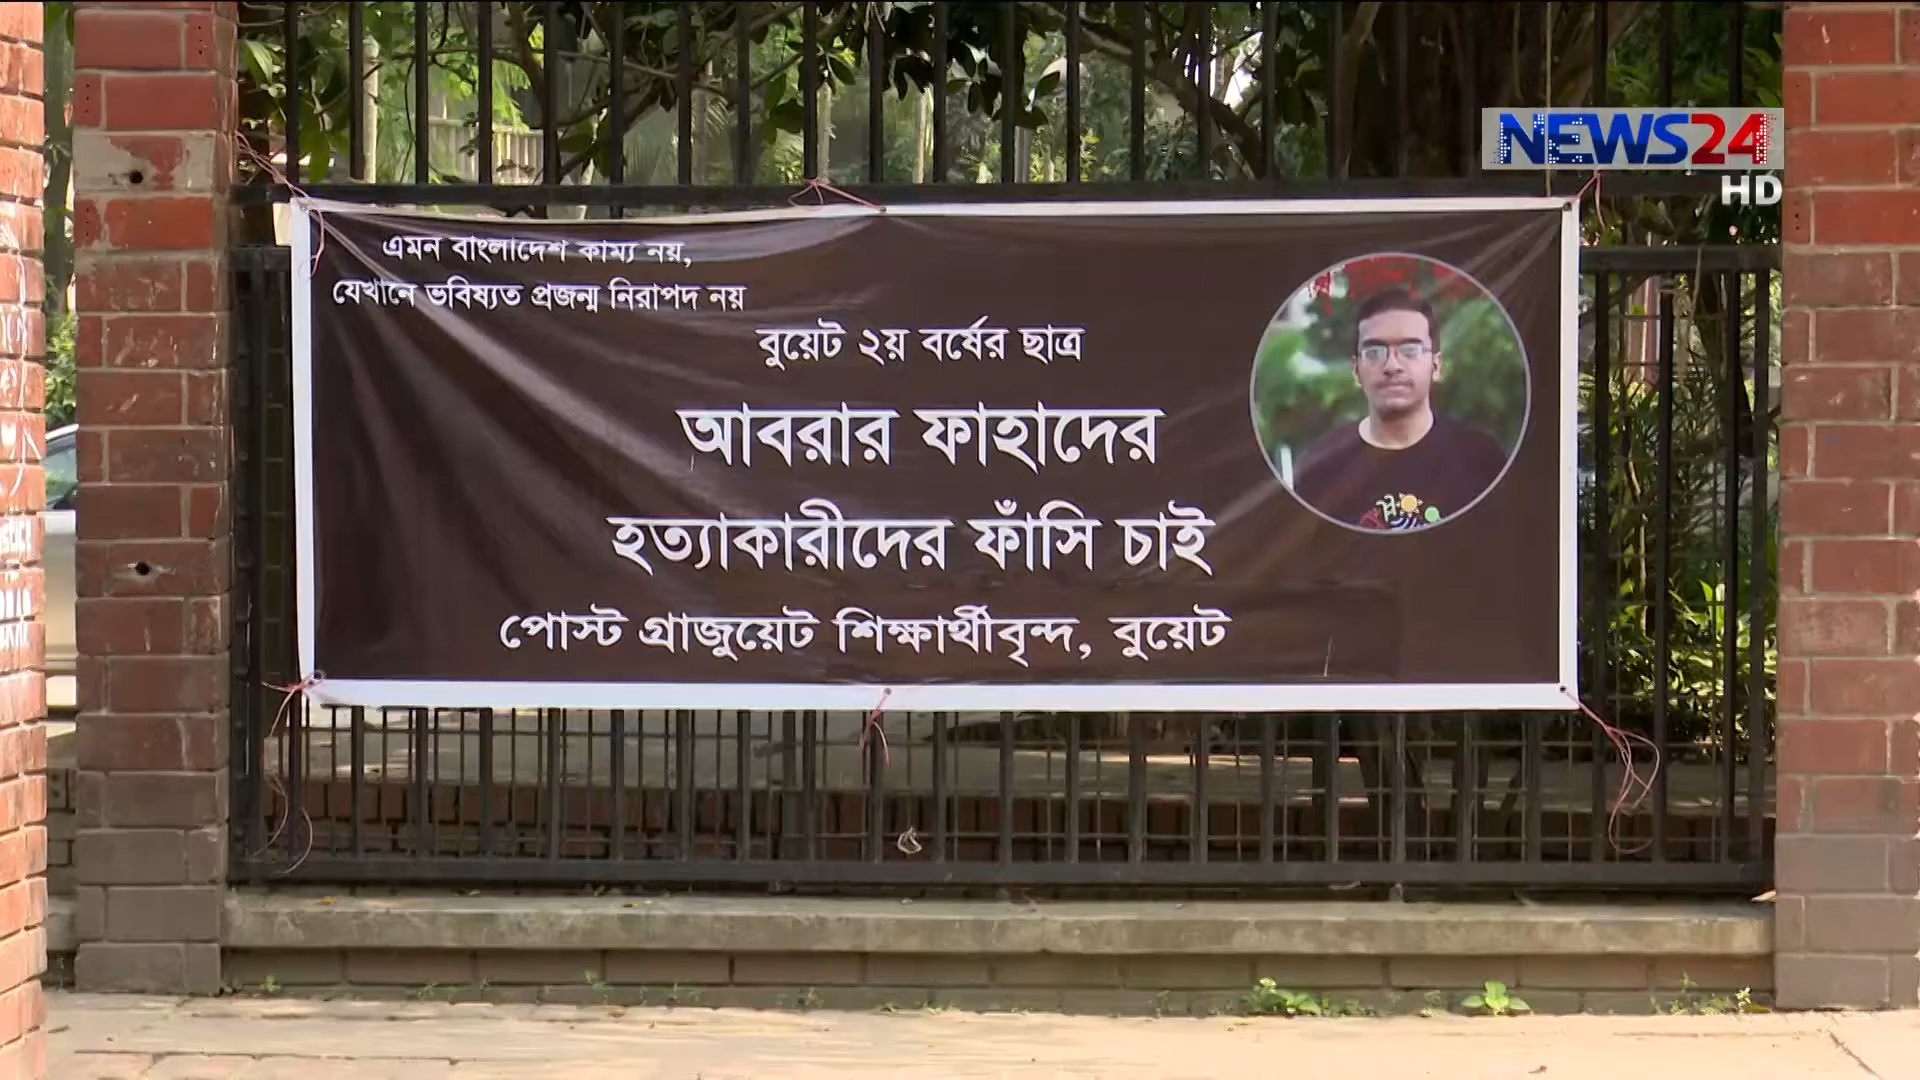 এমন বাংলাদেশ কাম্য নয়,
যেখানে ভবিষ্যত প্রজন্ম নিরাপদ নয়
বুয়েট ২য় বর্ষের ছাত্র
আবরার ফাহাদের
হত্যাকারীদের ফাঁসি চাই
পোস্ট গ্রাজুয়েট শিক্ষার্থীবৃন্দ, বুয়েট
NEWS24
HD